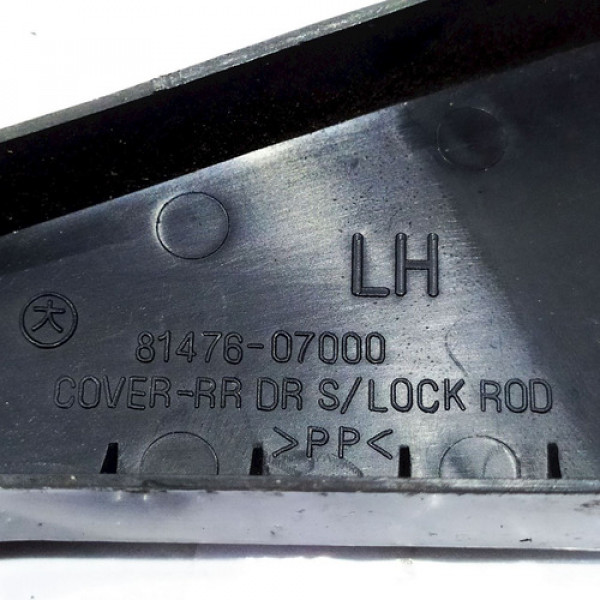 LH
大 81476-07000
COVER-RR DR S/LOCK ROD
>PP<